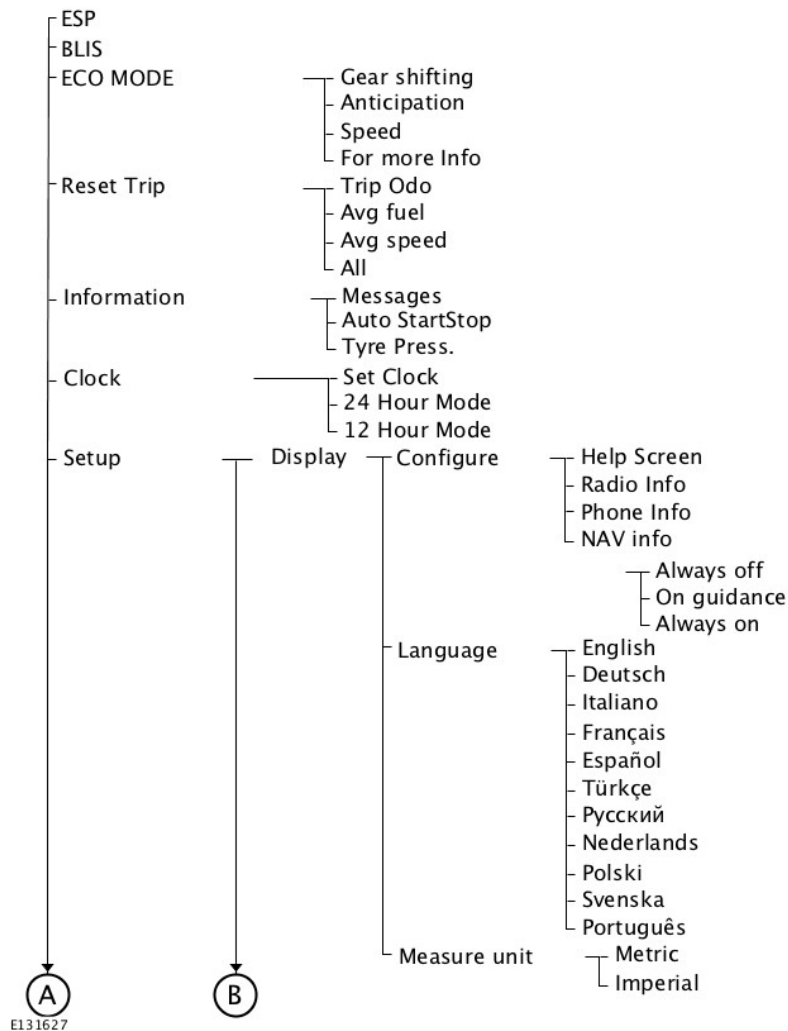 ESP
BLIS
ECO MODE
Gear shifting
Anticipation
Speed
For more Info
Reset Trip
Trip Odo
Avg fuel
Avg speed
All
Information
Messages
Auto StartStop
Tyre Press.
Clock
Set Clock
24 Hour Mode
12 Hour Mode
Setup
Display
Configure
Help Screen
Radio Info
Phone Info
NAV info
Always off
On guidance
Always on
Language
English
Deutsch
Italiano
Français
Español
Türkçe
Русский
Nederlands
Polski
Svenska
Português
Measure unit
Metric
Imperial
A
B
E131627